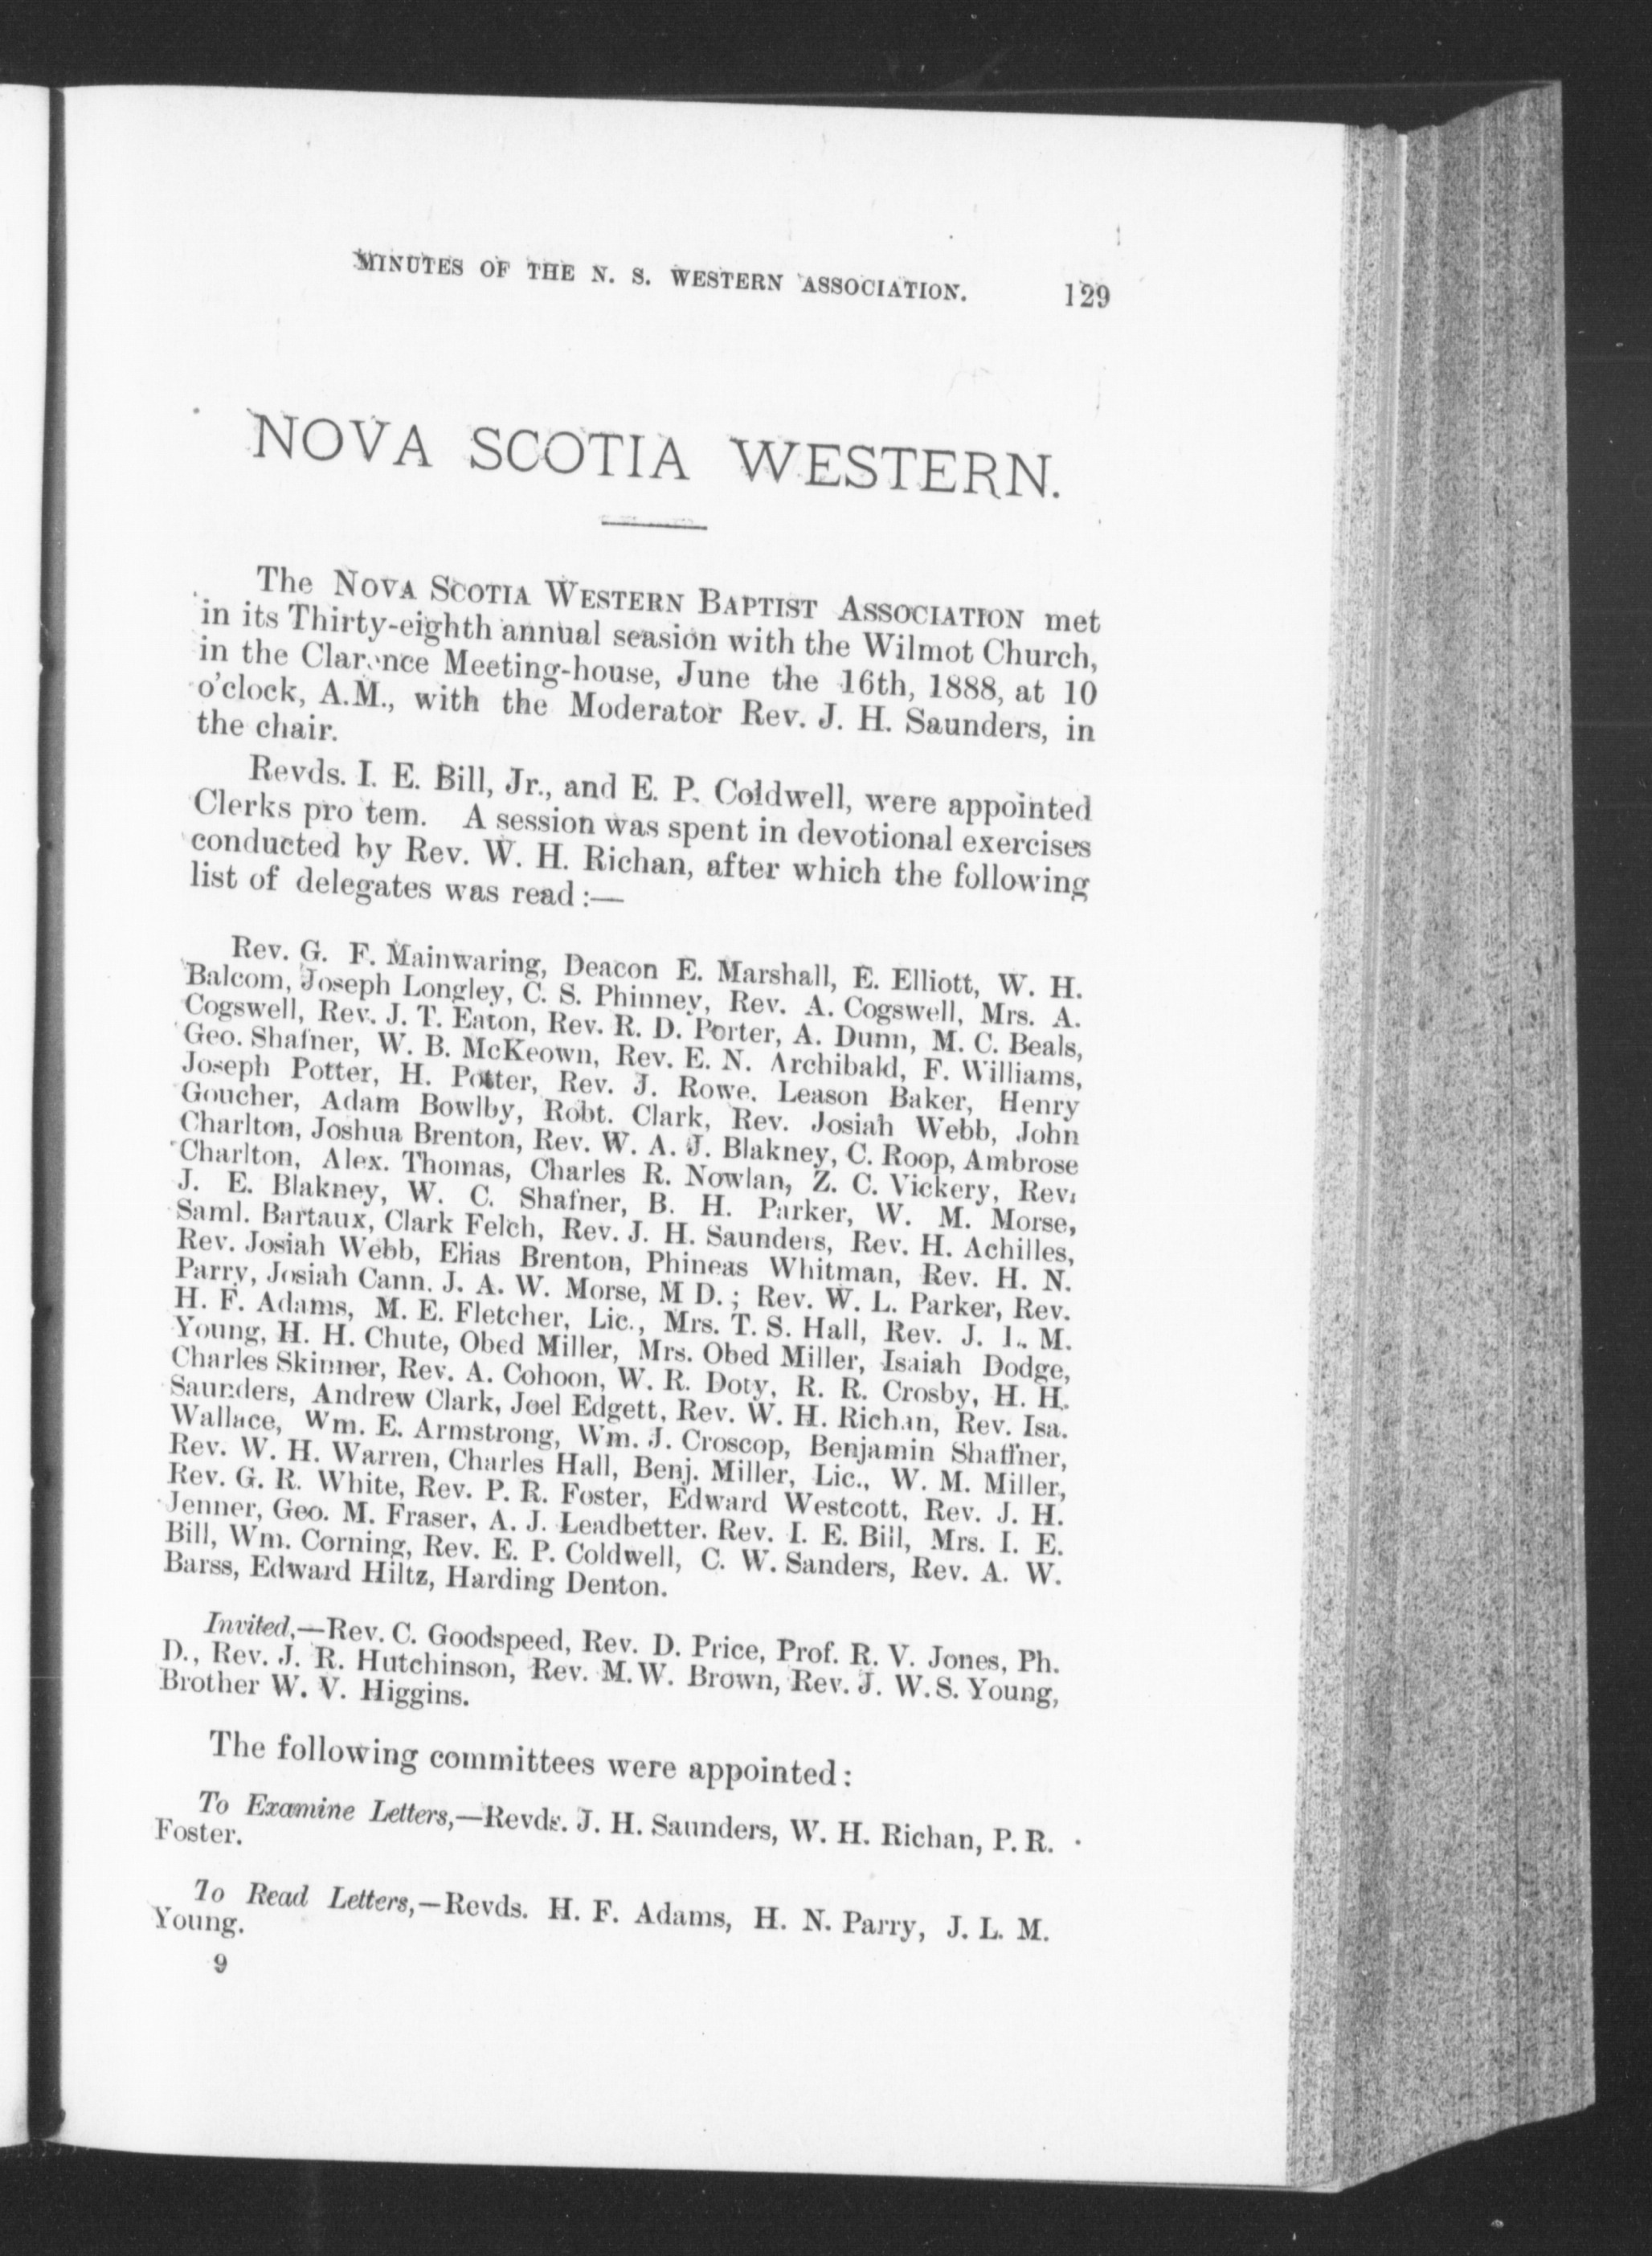 MINUTES OF THE N. S. WESTERN ASSOCIATION. 129
NOVA SCOTIA WESTERN.
The NOVA SCOTIA WESTERN BAPTIST ASSOCIATION met
in its Thirty-eighth annual seasion with the Wilmot Church,
in the Clarence Meeting-house, June the 16th, 1888, at 10
o'clock, A.M., with the Moderator Rev. J. H. Saunders, in
the chair.
Revds. I. E. Bill, Jr., and E. P. Coldwell, were appointed
Clerks pro tem. A session was spent in devotional exercises
conducted by Rev. W. H. Richan, after which the following
list of delegates was read :—
Rev. G. F. Mainwaring, Deacon E. Marshall, E. Elliott, W. H.
Balcom, Joseph Longley, C. S. Phinney, Rev. A. Cogswell, Mrs. A.
Cogswell, Rev. J. T. Eaton, Rev. R. D. Porter, A. Dunn, M. C. Beals,
Geo. Shafner, W. B. McKeown, Rev. E. N. Archibald, F. Williams,
Joseph Potter, H. Potter, Rev. J. Rowe. Leason Baker, Henry
Goucher, Adam Bowlby, Robt. Clark, Rev. Josiah Webb, John
Charlton, Joshua Brenton, Rev. W. A. J. Blakney, C. Roop, Ambrose
Charlton, Alex. Thomas, Charles R. Nowlan, Z. C. Vickery, Rev.
J. E. Blakney, W. C. Shafner, B. H. Parker, W. M. Morse,
Saml. Bartaux, Clark Felch, Rev. J. H. Saunders, Rev. H. Achilles,
Rev. Josiah Webb, Elias Brenton, Phineas Whitman, Rev. H. N.
Parry, Josiah Cann. J. A. W. Morse, M D. ; Rev. W. L. Parker, Rev.
H. F. Adams, M. E. Fletcher, Lic., Mrs. T. S. Hall, Rev. J. L. M.
Young, H. H. Chute, Obed Miller, Mrs. Obed Miller, Isaiah Dodge,
Charles Skinner, Rev. A. Cohoon, W. R. Doty, R. R. Crosby, H. H.
Saunders, Andrew Clark, Joel Edgett, Rev. W. H. Richan, Rev. Isa.
Wallace, Wm. E. Armstrong, Wm. J. Croscop, Benjamin Shaffner,
Rev. W. H. Warren, Charles Hall, Benj. Miller, Lic., W. M. Miller,
Rev. G. R. White, Rev. P. R. Foster, Edward Westcott, Rev. J. H.
Jenner, Geo. M. Fraser, A. J. Leadbetter. Rev. I. E. Bill, Mrs. I. E.
Bill, Wm. Corning, Rev. E. P. Coldwell, C. W. Sanders, Rev. A. W.
Barss, Edward Hiltz, Harding Denton.
Invited,—Rev. C. Goodspeed, Rev. D. Price, Prof. R. V. Jones, Ph.
D., Rev. J. R. Hutchinson, Rev. M. W. Brown, Rev. J. W. S. Young,
Brother W. V. Higgins.
The following committees were appointed :
To Examine Letters,—Revds. J. H. Saunders, W. H. Richan, P. R.
Foster.
To Read Letters,—Revds. H. F. Adams, H. N. Parry, J. L. M.
Young.
9